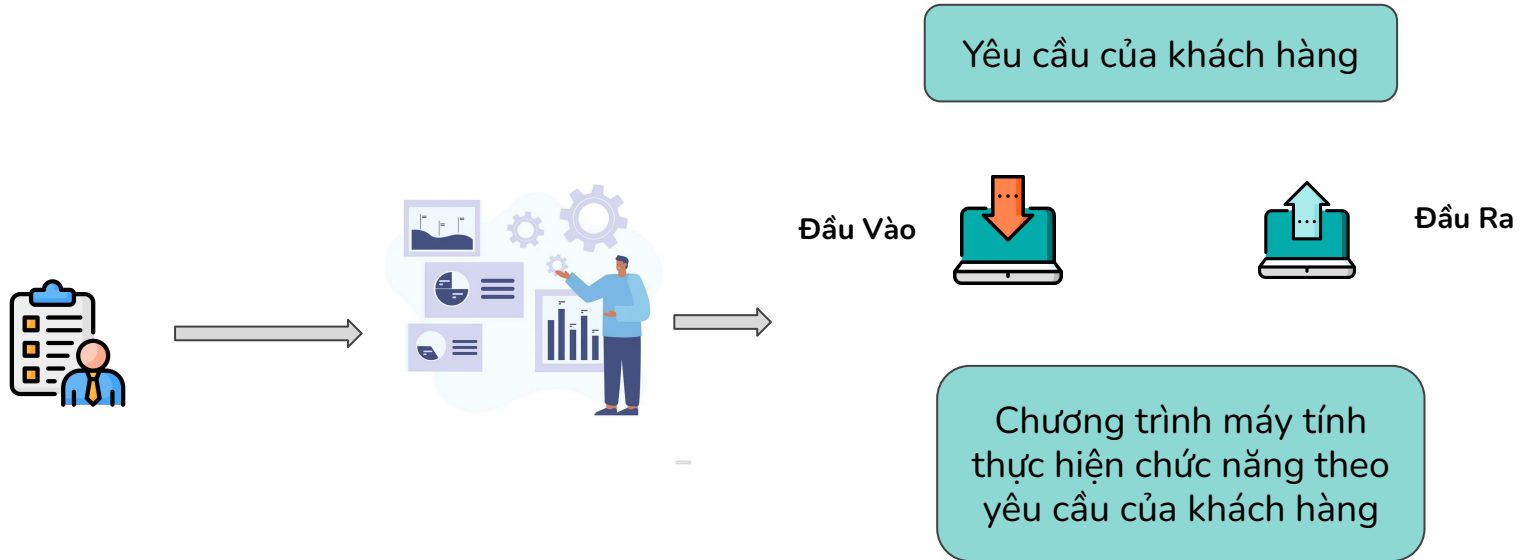 Yêu cầu của khách hàng
Đầu Vào
Đầu Ra
Chương trình máy tính
thực hiện chức năng theo
yêu cầu của khách hàng